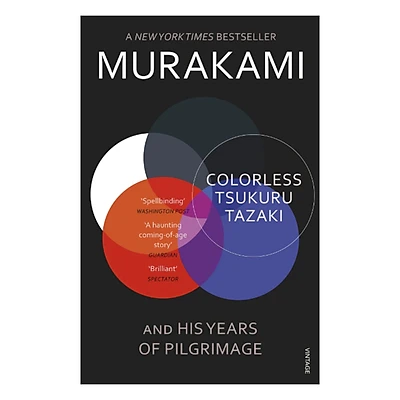 A NEW YORK TIMES BESTSELLER
MURAKAMI
COLORLESS
TSUKURU
TAZAKI
'Spellbinding'
WASHINGTON POST
'A haunting
coming-of-age
story'
GUARDIAN
'Brilliant'
SPECTATOR
AND HIS YEARS
OF PILGRIMAGE
VINTAGE